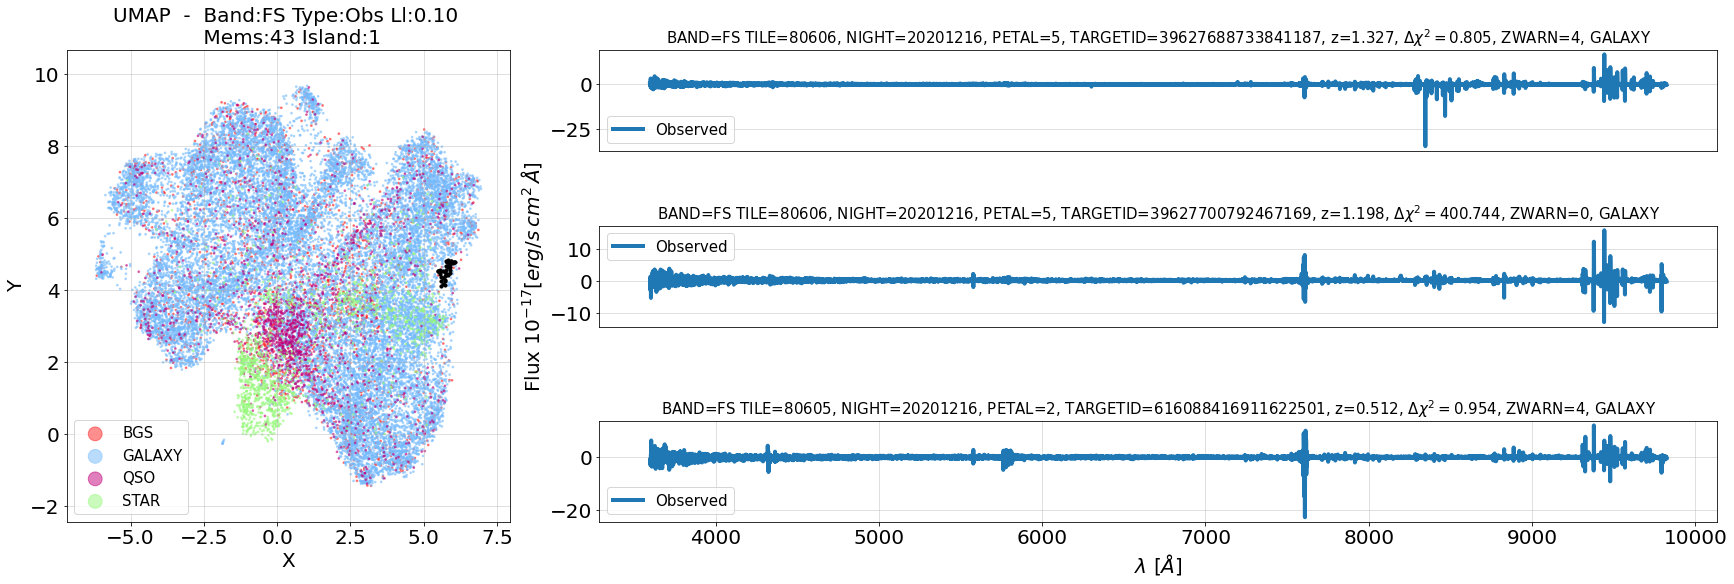 UMAP - Band:FS Type:Obs Ll:0.10
Mems:43 Island:1
10
8
6
4
2
0
−2
Y
BGS
GALAXY
QSO
STAR
−5.0 −2.5 0.0 2.5 5.0 7.5
X
Flux 10^{-17}[erg/s cm^2 Å]
BAND=FS TILE=80606, NIGHT=20201216, PETAL=5, TARGETID=39627688733841187, z=1.327, Δχ² = 0.805, ZWARN=4, GALAXY
0
−25
Observed
BAND=FS TILE=80606, NIGHT=20201216, PETAL=5, TARGETID=39627700792467169, z=1.198, Δχ² = 400.744, ZWARN=0, GALAXY
10
0
−10
Observed
BAND=FS TILE=80605, NIGHT=20201216, PETAL=2, TARGETID=616088416911622501, z=0.512, Δχ² = 0.954, ZWARN=4, GALAXY
0
−20
Observed
4000 5000 6000 7000 8000 9000 10000
λ [Å]